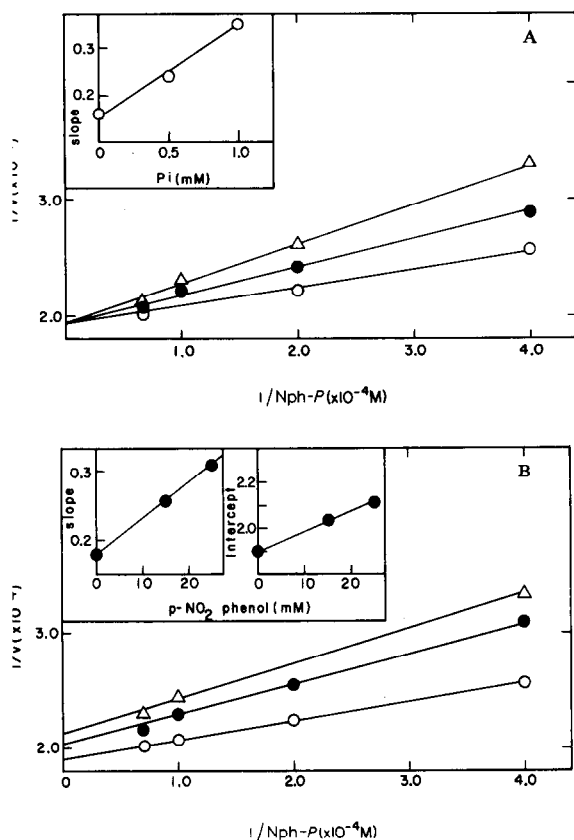 A
0.3
0.2
slope
0 0.5 1.0
Pi (mM)
3.0
2.0
1.0 2.0 3.0 4.0
1/Nph-P(x10⁻⁴M)
B
0.3
0.2
slope
0 10 20
2.2
2.0
Intercept
0 10 20
p-NO₂ phenol (mM)
3.0
2.0
0 1.0 2.0 3.0 4.0
1/Nph-P(x10⁻⁴M)